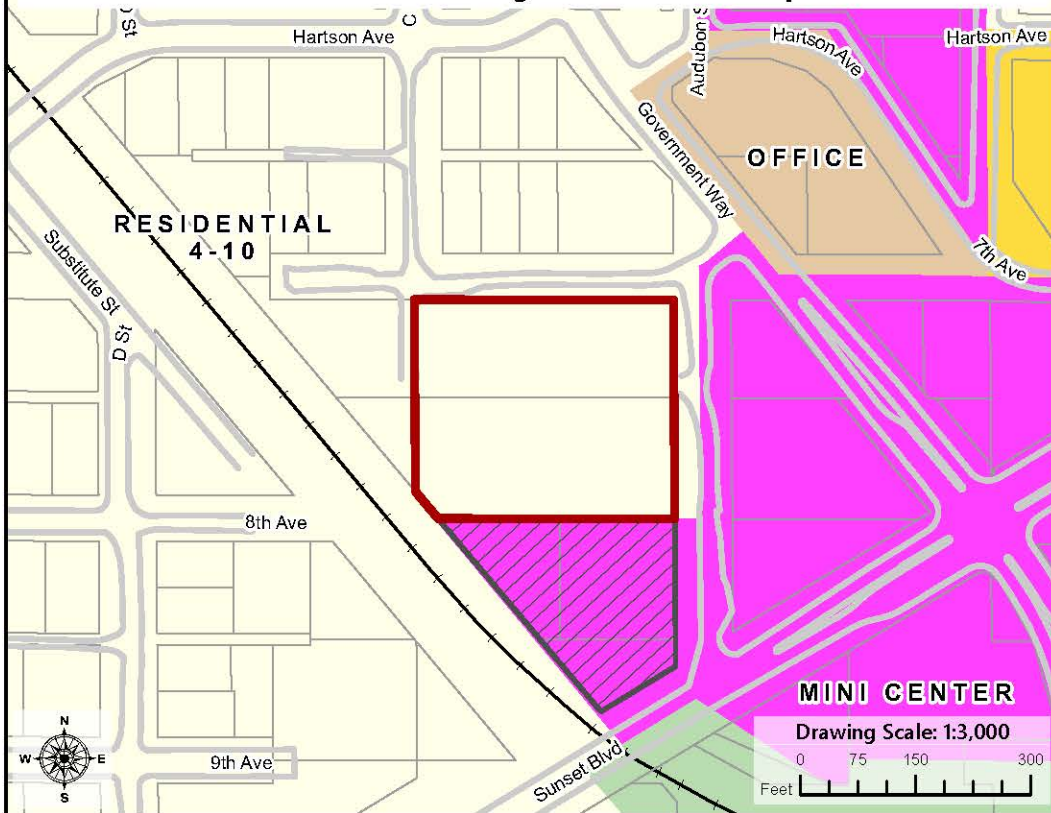 St
C
Hartson Ave
Audubon S
Hartson Ave
Hartson Ave
Government Way
OFFICE
RESIDENTIAL
4-10
Substitute St
D St
7th Ave
8th Ave
MINI CENTER
Drawing Scale: 1:3,000
0 75 150 300
Feet
N
W E
S
9th Ave
Sunset Blvd